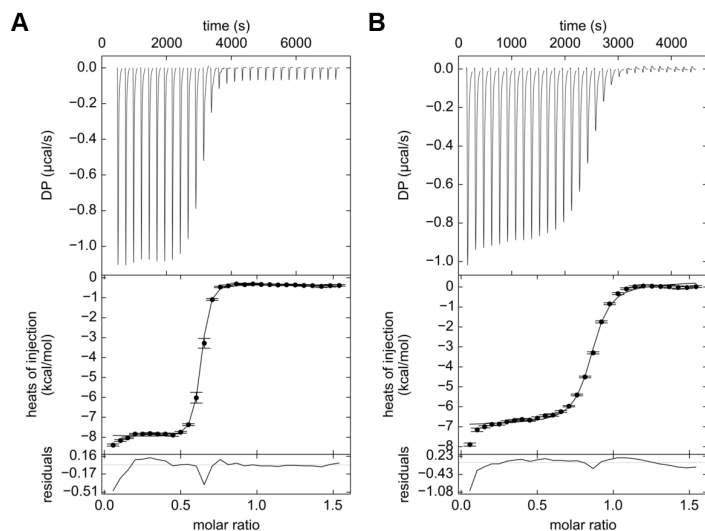 A
time (s)
0 2000 4000 6000
0.0
−0.2
−0.4
−0.6
−0.8
−1.0
DP (µcal/s)
0
−1
−2
−3
−4
−5
−6
−7
−8
heats of injection
(kcal/mol)
0.16
−0.17
−0.51
residuals
0.0 0.5 1.0 1.5
molar ratio
B
time (s)
0 1000 2000 3000 4000
0.0
−0.2
−0.4
−0.6
−0.8
−1.0
DP (µcal/s)
0
−1
−2
−3
−4
−5
−6
−7
−8
heats of injection
(kcal/mol)
0.23
−0.43
−1.08
residuals
0.0 0.5 1.0 1.5
molar ratio